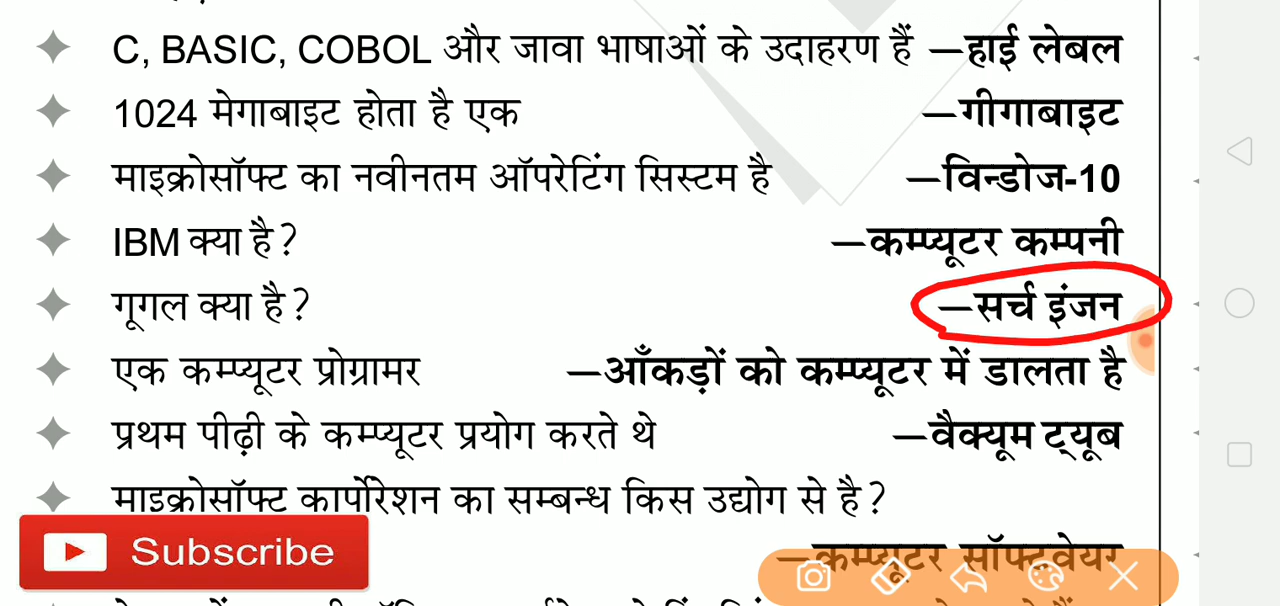 C, BASIC, COBOL और जावा भाषाओं के उदाहरण हैं —हाई लेबल
1024 मेगाबाइट होता है एक —गीगाबाइट
माइक्रोसॉफ्ट का नवीनतम ऑपरेटिंग सिस्टम है —विन्डोज-10
IBM क्या है? —कम्प्यूटर कम्पनी
गूगल क्या है? —सर्च इंजन
एक कम्प्यूटर प्रोग्रामर —आँकड़ों को कम्प्यूटर में डालता है
प्रथम पीढ़ी के कम्प्यूटर प्रयोग करते थे —वैक्यूम ट्यूब
माइक्रोसॉफ्ट कार्पोरेशन का सम्बन्ध किस उद्योग से है?
—कम्प्यूटर सॉफ्टवेयर
Subscribe